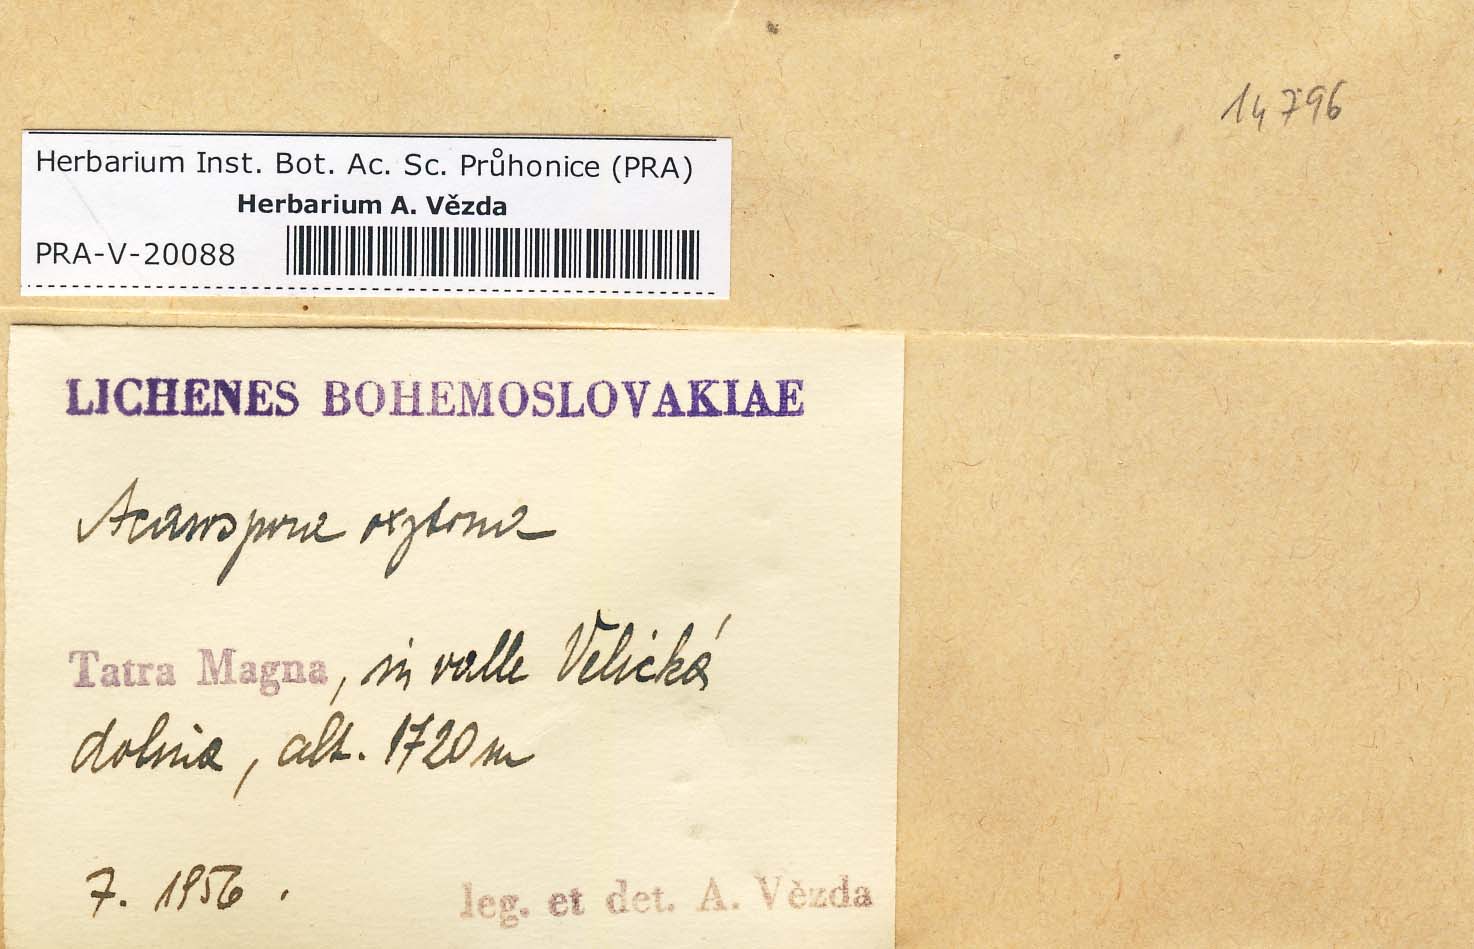 14796
Herbarium Inst. Bot. Ac. Sc. Průhonice (PRA)
Herbarium A. Vězda
PRA-V-20088
LICHENES BOHEMOSLOVAKIAE
Acarospora oxytona
Tatra Magna, in valle Velická
dolina, alt. 1720 m
7. 1956.
leg. et det. A. Vězda